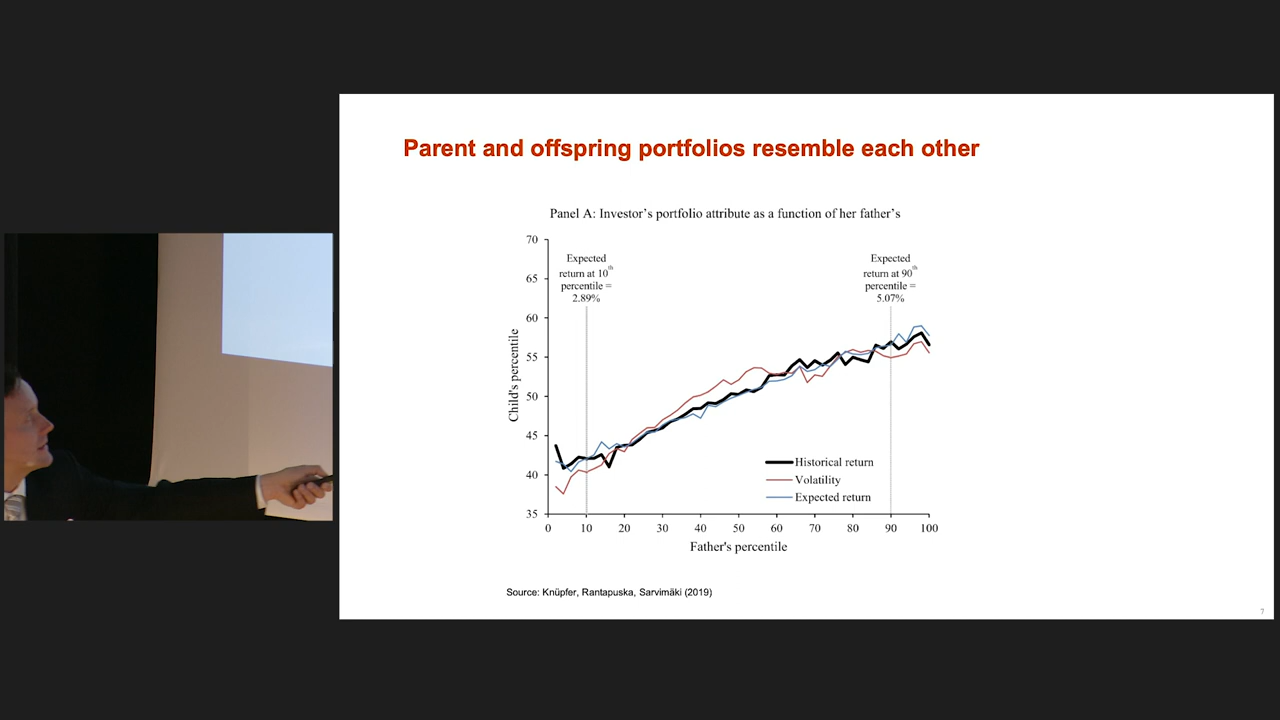 Parent and offspring portfolios resemble each other
Panel A: Investor's portfolio attribute as a function of her father's
70
65
60
55
50
45
40
35
Child's percentile
Expected
return at 10th
percentile =
2.89%
Expected
return at 90th
percentile =
5.07%
Historical return
Volatility
Expected return
0 10 20 30 40 50 60 70 80 90 100
Father's percentile
Source: Knüpfer, Rantapuska, Sarvimäki (2019)
7